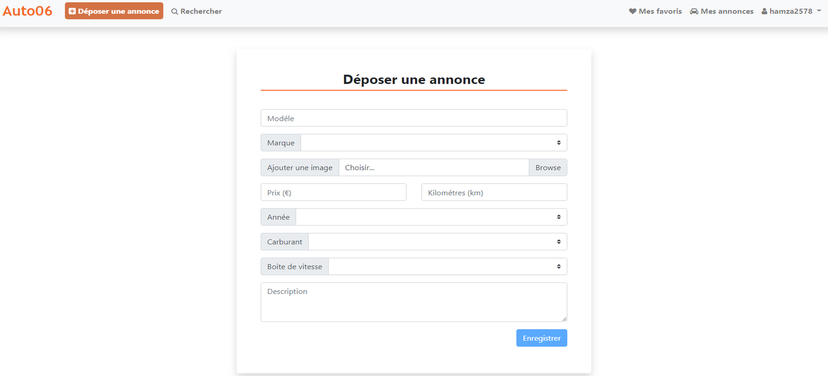 Auto06 Déposer une annonce Rechercher Mes favoris Mes annonces hamza2578
Déposer une annonce
Modéle
Marque
Ajouter une image Choisir... Browse
Prix (€) Kilométres (km)
Année
Carburant
Boite de vitesse
Description
Enregistrer